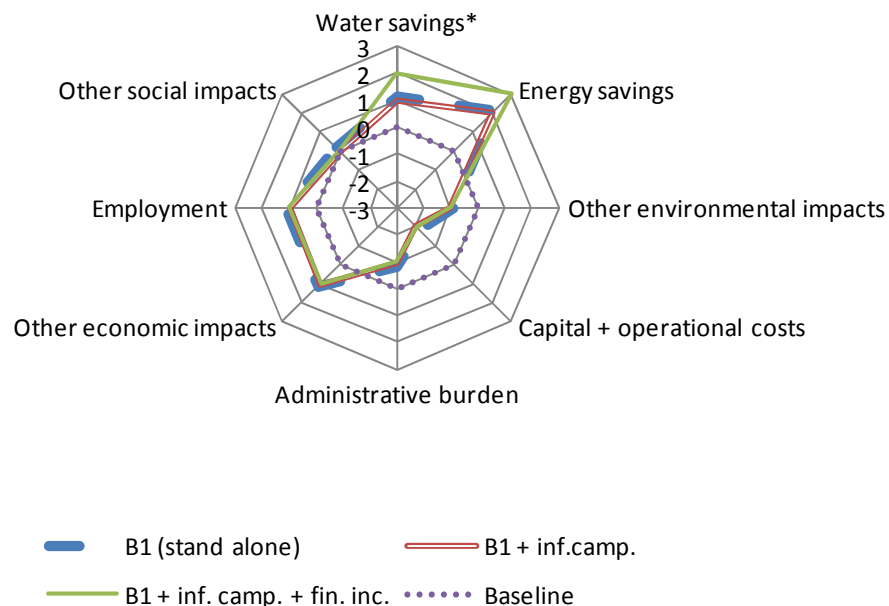 Water savings*
3
2
1
0
-1
-2
-3
Energy savings
Other environmental impacts
Capital + operational costs
Administrative burden
Other economic impacts
Employment
Other social impacts
B1 (stand alone)
B1 + inf.camp.
B1 + inf. camp. + fin. inc.
Baseline